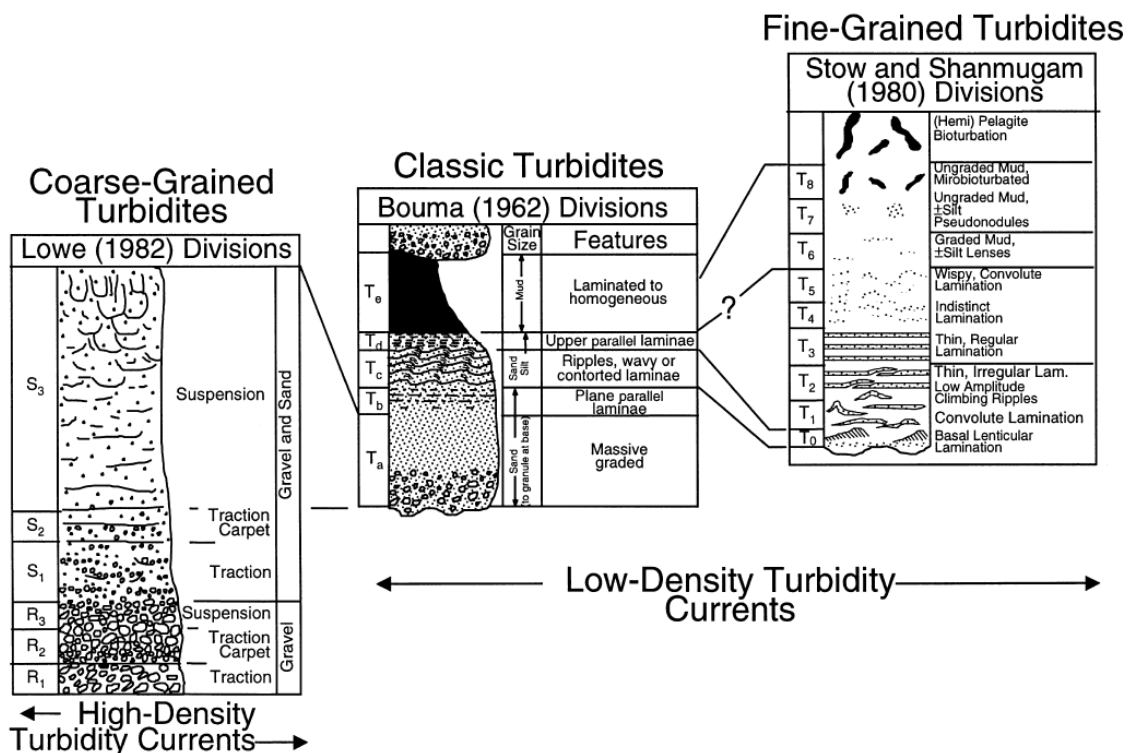 Coarse-Grained
Turbidites
Lowe (1982) Divisions
S3
S2
S1
R3
R2
R1
Suspension
Traction
Carpet
Traction
Suspension
Traction
Carpet
Traction
Gravel and Sand
Gravel
High-Density
Turbidity Currents
Classic Turbidites
Bouma (1962) Divisions
Grain
Size
Features
Te
Td
Tc
Tb
Ta
Mud
Sand
Silt
Sand
(to granule at base)
Laminated to
homogeneous
Upper parallel laminae
Ripples, wavy or
contorted laminae
Plane parallel
laminae
Massive
graded
?
Low-Density Turbidity
Currents
Fine-Grained Turbidites
Stow and Shanmugam
(1980) Divisions
T8
T7
T6
T5
T4
T3
T2
T1
T0
(Hemi) Pelagite
Bioturbation
Ungraded Mud,
Mirobioturbated
Ungraded Mud,
±Silt
Pseudonodules
Graded Mud,
±Silt Lenses
Wispy, Convolute
Lamination
Indistinct
Lamination
Thin, Regular
Lamination
Thin, Irregular Lam.
Low Amplitude
Climbing Ripples
Convolute Lamination
Basal Lenticular
Lamination